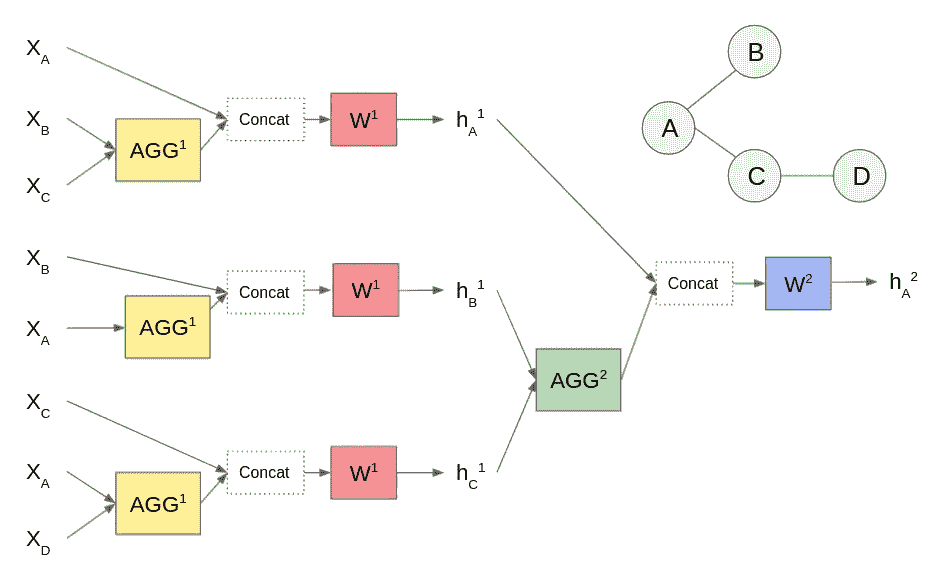 X_A
X_B
X_C
AGG^1
Concat
W^1
h_A^1
X_B
X_A
AGG^1
Concat
W^1
h_B^1
X_C
X_A
X_D
AGG^1
Concat
W^1
h_C^1
AGG^2
Concat
W^2
h_A^2
B
A
C
D